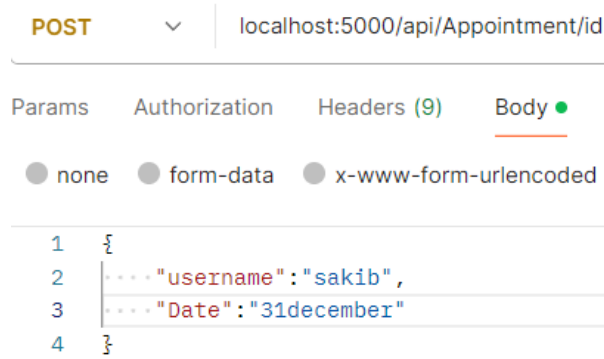 POST localhost:5000/api/Appointment/id
Params Authorization Headers (9) Body
none form-data x-www-form-urlencoded
1 {
2 "username":"sakib",
3 "Date":"31december"
4 }